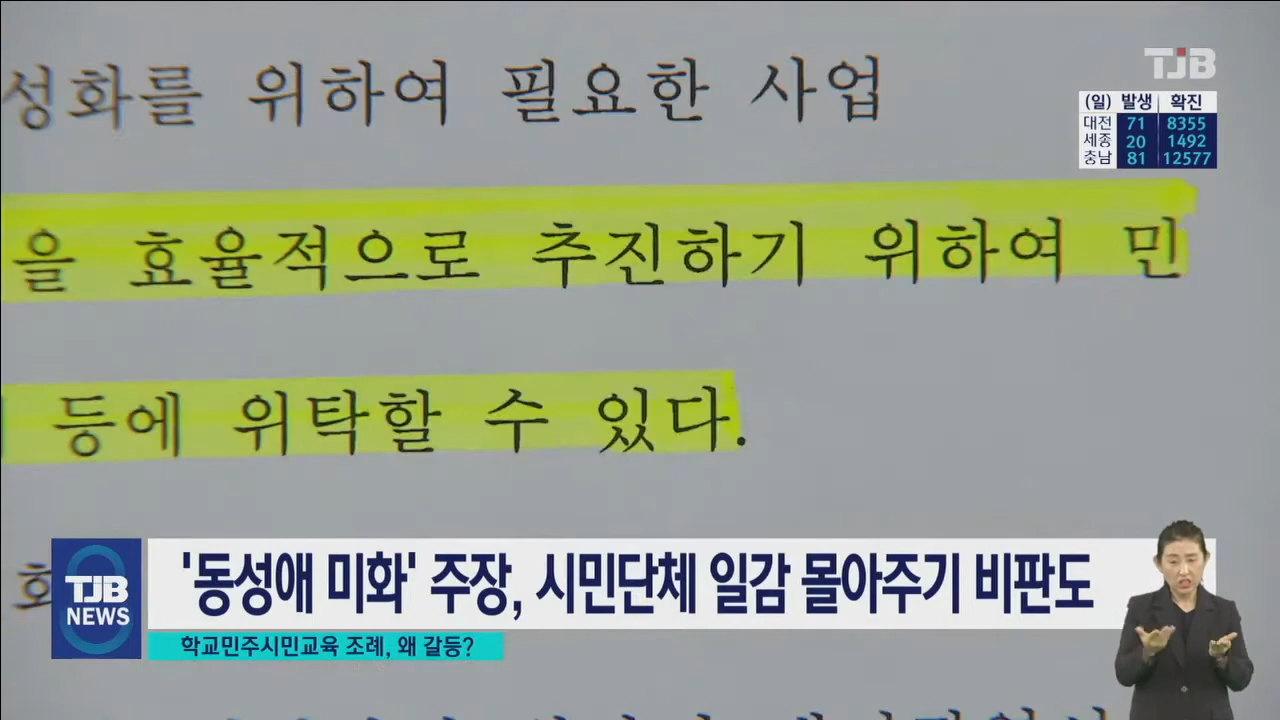 성화를 위하여 필요한 사업
TJB
(일) 발생 확진
대전 71 8355
세종 20 1492
충남 81 12577
을 효율적으로 추진하기 위하여 민
등에 위탁할 수 있다.
TJB NEWS
'동성애 미화' 주장, 시민단체 일감 몰아주기 비판도
학교민주시민교육 조례, 왜 갈등?